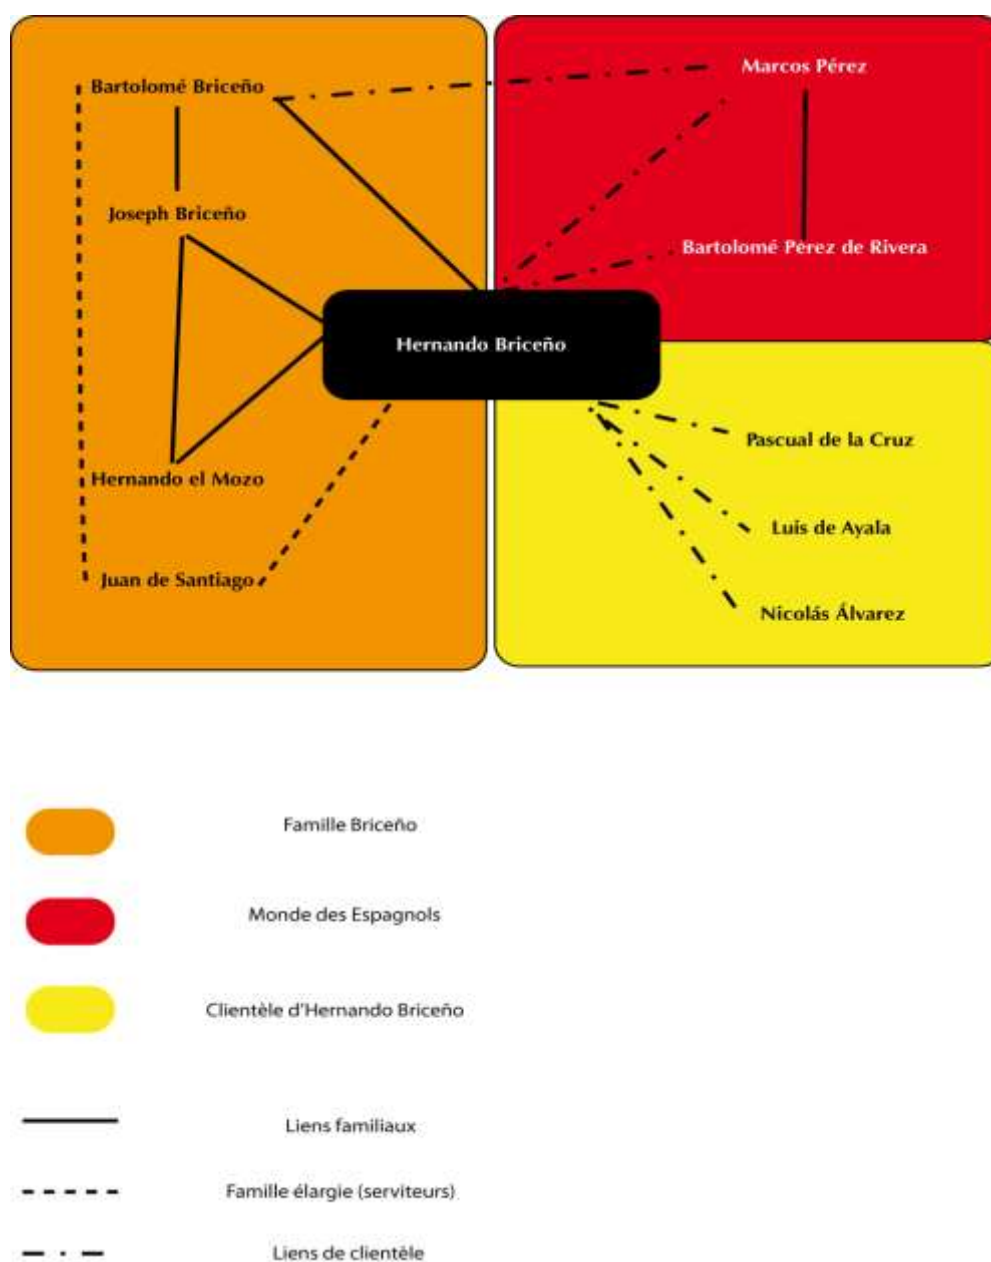 Bartolomé Briceño
Marcos Pérez
Joseph Briceño
Bartolomé Pérez de Rivera
Hernando Briceño
Hernando el Mozo
Pascual de la Cruz
Luis de Ayala
Juan de Santiago
Nicolás Álvarez
Famille Briceño
Monde des Espagnols
Clientèle d'Hernando Briceño
Liens familiaux
Famille élargie (serviteurs)
Liens de clientèle